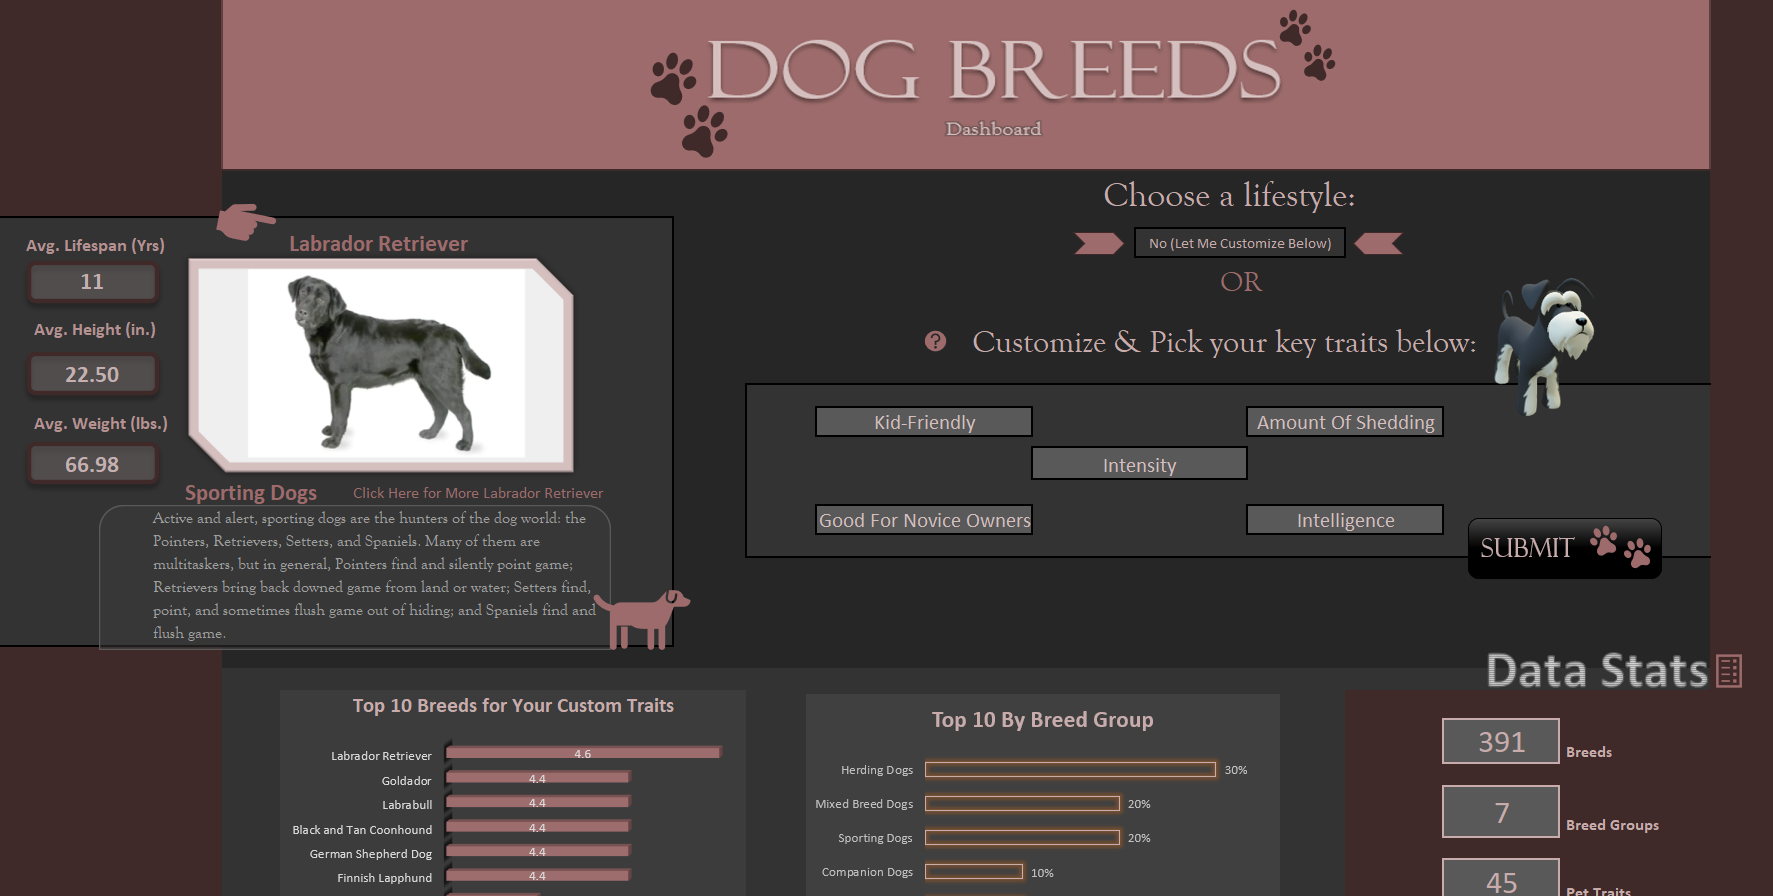 DOG BREEDS
Dashboard
Choose a lifestyle:
No (Let Me Customize Below)
OR
? Customize & Pick your key traits below:
Kid-Friendly
Amount Of Shedding
Intensity
Good For Novice Owners
Intelligence
SUBMIT
Avg. Lifespan (Yrs)
11
Avg. Height (in.)
22.50
Avg. Weight (lbs.)
66.98
Labrador Retriever
Sporting Dogs
Click Here for More Labrador Retriever
Active and alert, sporting dogs are the hunters of the dog world: the
Pointers, Retrievers, Setters, and Spaniels. Many of them are
multitaskers, but in general, Pointers find and silently point game;
Retrievers bring back downed game from land or water; Setters find,
point, and sometimes flush game out of hiding; and Spaniels find and
flush game.
Top 10 Breeds for Your Custom Traits
Labrador Retriever 4.6
Goldador 4.4
Labrabull 4.4
Black and Tan Coonhound 4.4
German Shepherd Dog 4.4
Finnish Lapphund 4.4
Top 10 By Breed Group
Herding Dogs 30%
Mixed Breed Dogs 20%
Sporting Dogs 20%
Companion Dogs 10%
Data Stats
391 Breeds
7 Breed Groups
45 Pet Traits